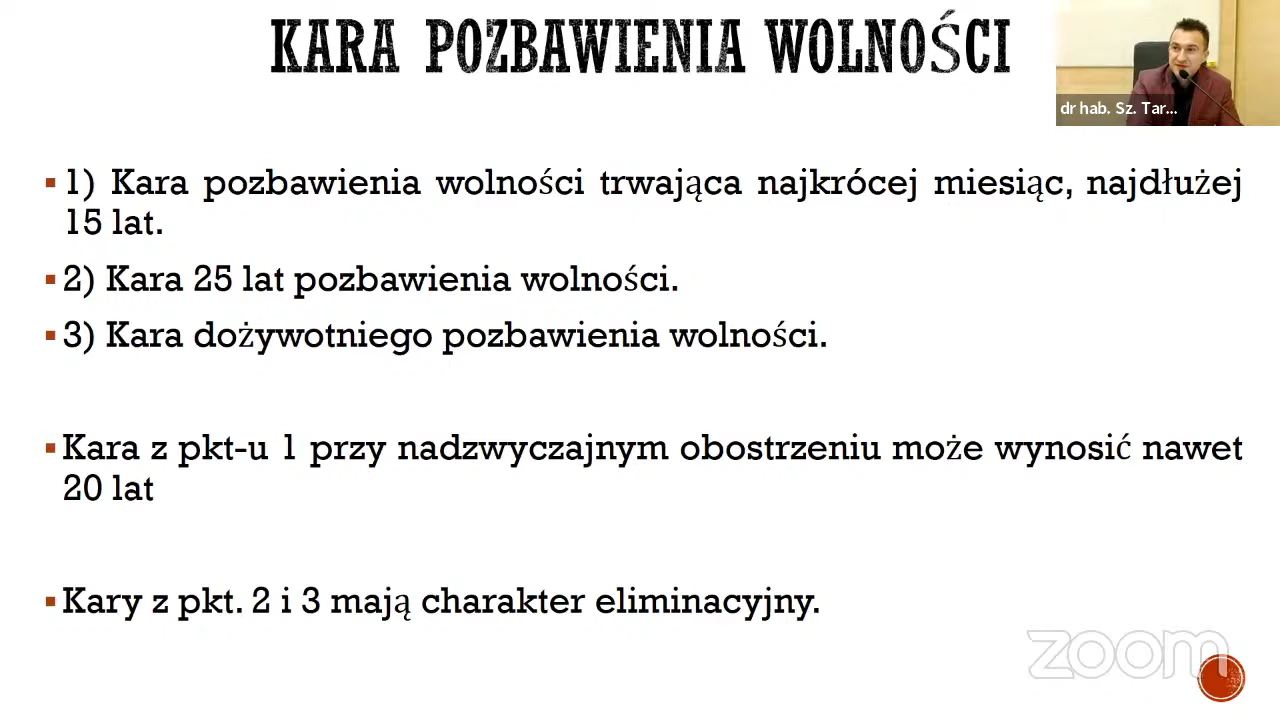 KARA POZBAWIENIA WOLNOŚCI
dr hab. Sz. Tar...
▪ 1) Kara pozbawienia wolności trwająca najkrócej miesiąc, najdłużej
15 lat.
▪ 2) Kara 25 lat pozbawienia wolności.
▪ 3) Kara dożywotniego pozbawienia wolności.
▪ Kara z pkt-u 1 przy nadzwyczajnym obostrzeniu może wynosić nawet
20 lat
▪ Kary z pkt. 2 i 3 mają charakter eliminacyjny.
zoom